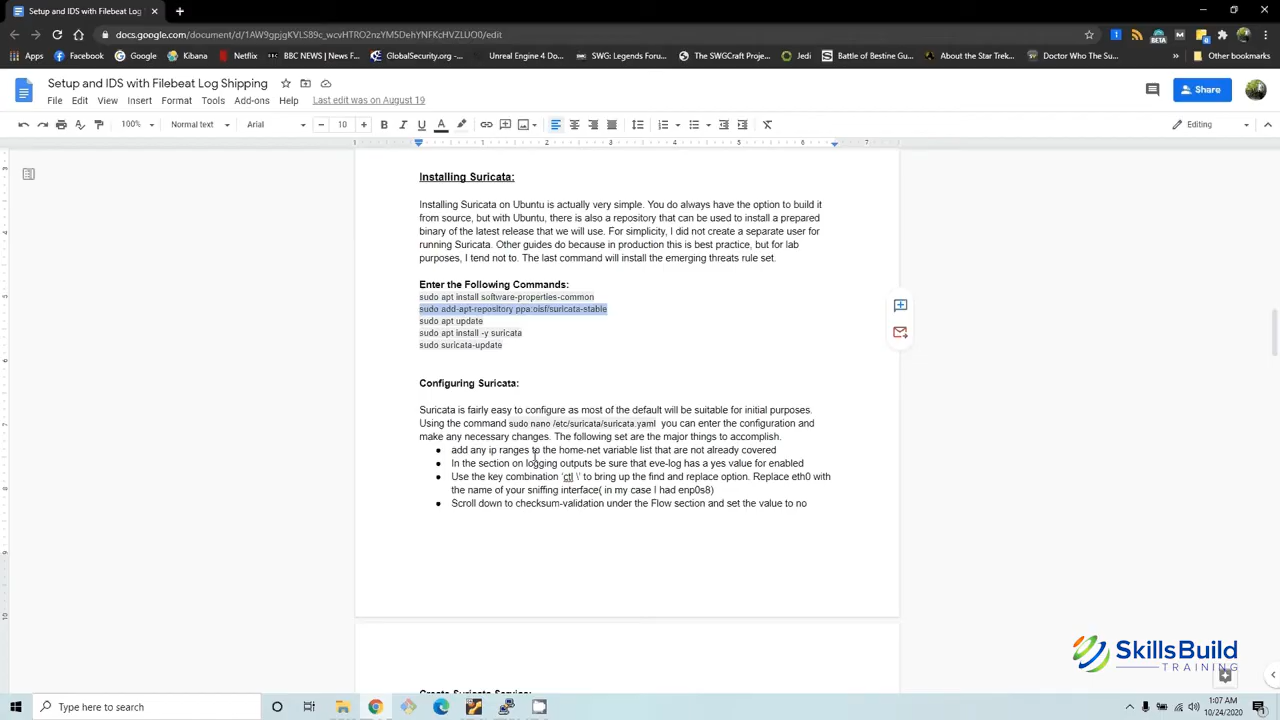 Setup and IDS with Filebeat Log
docs.google.com/document/d/1AW9gpjgKVLS89c_wcvHTRO2nzYM5DehYNFKcHVZLUO0/edit
Apps Facebook Google Netflix BBC NEWS | News F... GlobalSecurity.org-... Unreal Engine 4 Do... SWG: Legends Foru... The SWGCraft Projec... Jedi Battle of Bestine Gu... About the Star Trek... Doctor Who The Su... Other bookmarks
Setup and IDS with Filebeat Log Shipping
File Edit View Insert Format Tools Add-ons Help Last edit was on August 19
Share
100% Normal text Arial 10 Editing
Installing Suricata:
Installing Suricata on Ubuntu is actually very simple. You do always have the option to build it
from source, but with Ubuntu, there is also a repository that can be used to install a prepared
binary of the latest release that we will use. For simplicity, I did not create a separate user for
running Suricata. Other guides do because in production this is best practice, but for lab
purposes, I tend not to. The last command will install the emerging threats rule set.
Enter the Following Commands:
sudo apt install software-properties-common
sudo add-apt-repository ppa:oisf/suricata-stable
sudo apt update
sudo apt install -y suricata
sudo suricata-update
Configuring Suricata:
Suricata is fairly easy to configure as most of the default will be suitable for initial purposes.
Using the command sudo nano /etc/suricata/suricata.yaml you can enter the configuration and
make any necessary changes. The following set are the major things to accomplish.
● add any ip ranges to the home-net variable list that are not already covered
● In the section on logging outputs be sure that eve-log has a yes value for enabled
● Use the key combination 'ctl \' to bring up the find and replace option. Replace eth0 with
the name of your sniffing interface( in my case I had enp0s8)
● Scroll down to checksum-validation under the Flow section and set the value to no
Create Suricata Service:
SkillsBuild
TRAINING
Type here to search
1:07 AM
10/24/2020